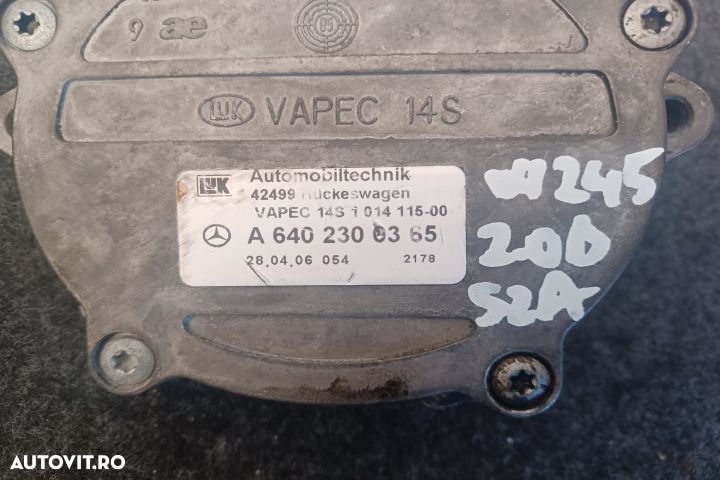 9 ae
05
LUK VAPEC 14S
LUK Automobiltechnik
42499 Hückeswagen
VAPEC 14S 1 014 115-00
A 640 230 03 65
28.04.06 054 2178
W245
200
S2A
AUTOVIT.RO